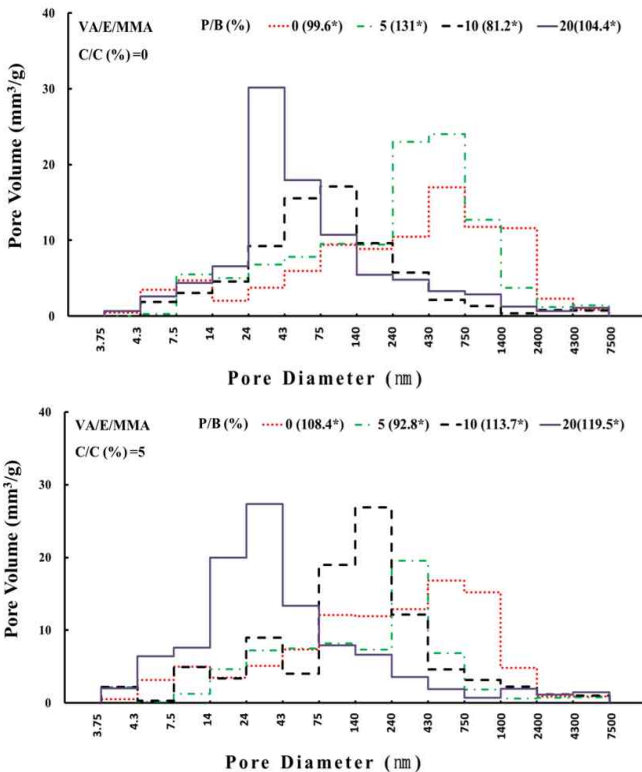 VA/E/MMA P/B (%) 0 (99.6*) 5 (131*) 10 (81.2*) 20(104.4*)
C/C (%) =0
Pore Volume (mm³/g)
40
30
20
10
0
3.75 4.3 7.5 14 24 43 75 140 240 430 750 1400 2400 4300 7500
Pore Diameter (㎚)
VA/E/MMA P/B (%) 0 (108.4*) 5 (92.8*) 10 (113.7*) 20(119.5*)
C/C (%) =5
Pore Volume (mm³/g)
40
30
20
10
0
3.75 4.3 7.5 14 24 43 75 140 240 430 750 1400 2400 4300 7500
Pore Diameter (㎚)